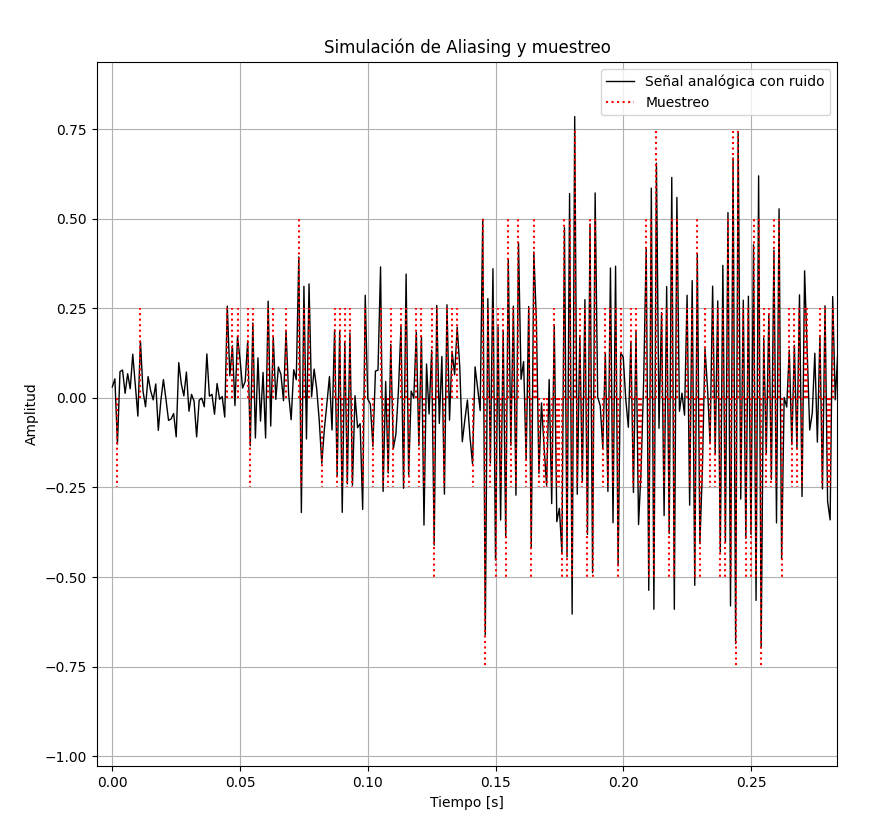 Simulación de Aliasing y muestreo
Señal analógica con ruido
Muestreo
0.75
0.50
0.25
0.00
−0.25
−0.50
−0.75
−1.00
Amplitud
0.00 0.05 0.10 0.15 0.20 0.25
Tiempo [s]